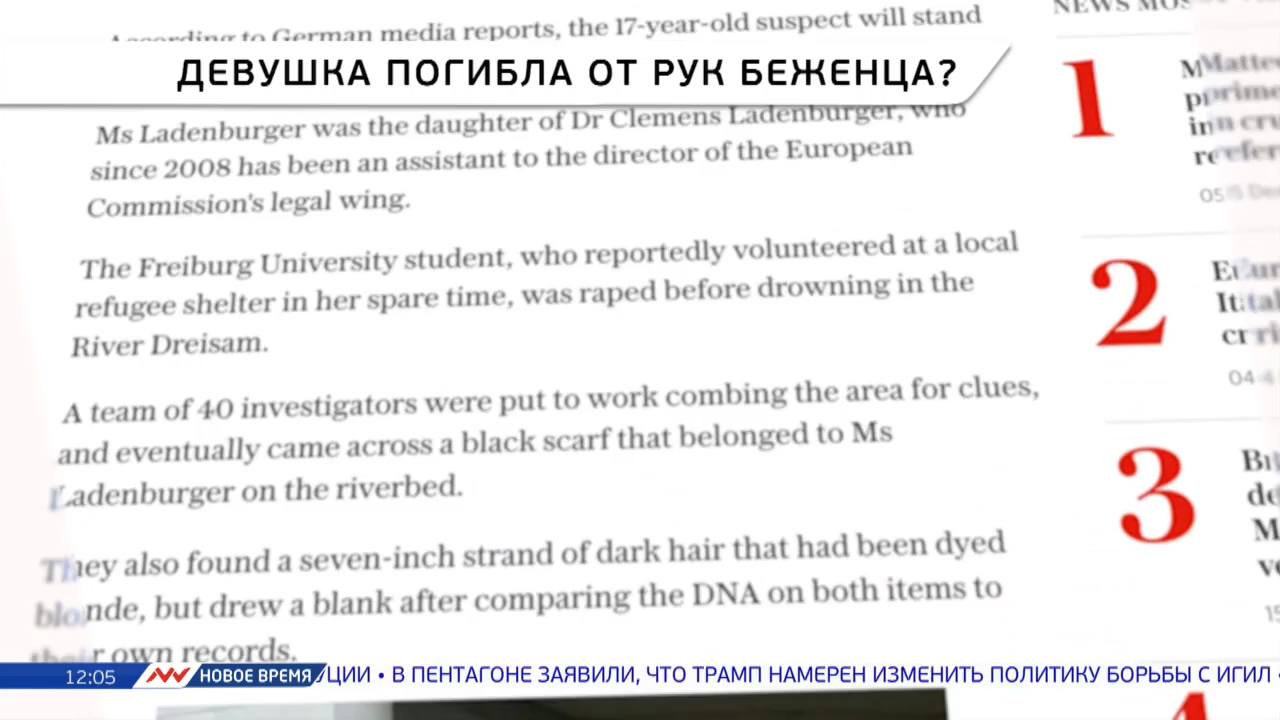 According to German media reports, the 17-year-old suspect will stand
ДЕВУШКА ПОГИБЛА ОТ РУК БЕЖЕНЦА?
Ms Ladenburger was the daughter of Dr Clemens Ladenburger, who
since 2008 has been an assistant to the director of the European
Commission's legal wing.
The Freiburg University student, who reportedly volunteered at a local
refugee shelter in her spare time, was raped before drowning in the
River Dreisam.
A team of 40 investigators were put to work combing the area for clues,
and eventually came across a black scarf that belonged to Ms
Ladenburger on the riverbed.
They also found a seven-inch strand of dark hair that had been dyed
blonde, but drew a blank after comparing the DNA on both items to
their own records.
NEWS
1
2
3
4
12:05
НОВОЕ ВРЕМЯ
• В ПЕНТАГОНЕ ЗАЯВИЛИ, ЧТО ТРАМП НАМЕРЕН ИЗМЕНИТЬ ПОЛИТИКУ БОРЬБЫ С ИГИЛ